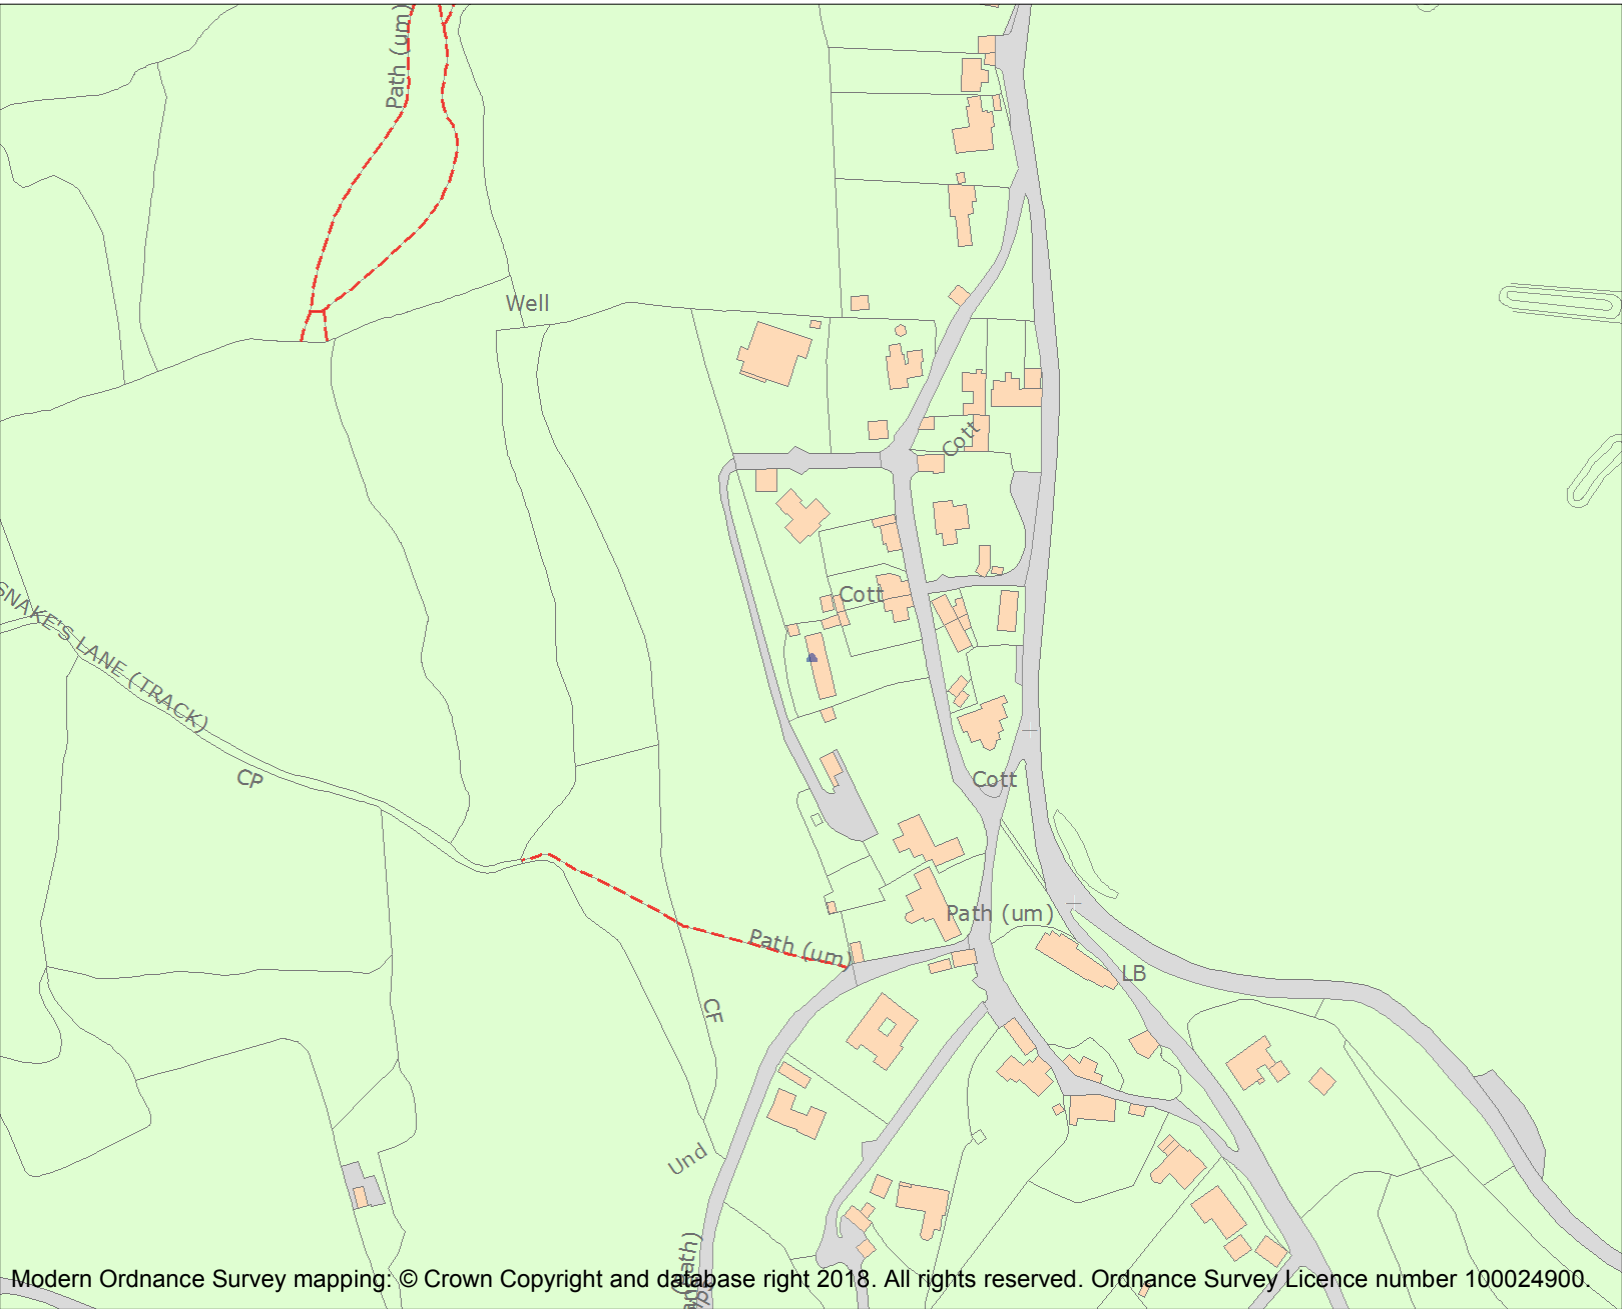 Path (um)
Well
Cott
Cott
SNAKE'S LANE (TRACK)
CP
Cott
Path (um)
Path (um)
LB
CF
Und
Modern Ordnance Survey mapping: © Crown Copyright and database right 2018. All rights reserved. Ordnance Survey Licence number 100024900.